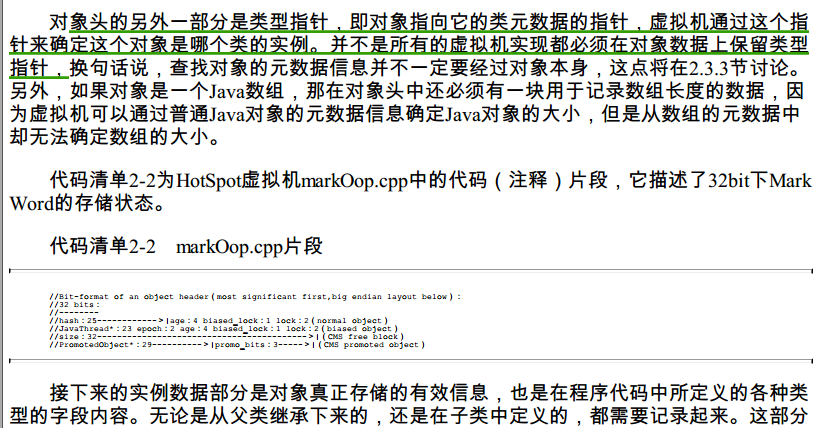 对象头的另外一部分是类型指针，即对象指向它的类元数据的指针，虚拟机通过这个指
针来确定这个对象是哪个类的实例。并不是所有的虚拟机实现都必须在对象数据上保留类型
指针，换句话说，查找对象的元数据信息并不一定要经过对象本身，这点将在2.3.3节讨论。
另外，如果对象是一个Java数组，那在对象头中还必须有一块用于记录数组长度的数据，因
为虚拟机可以通过普通Java对象的元数据信息确定Java对象的大小，但是从数组的元数据中
却无法确定数组的大小。
代码清单2-2为HotSpot虚拟机markOop.cpp中的代码（注释）片段，它描述了32bit下Mark
Word的存储状态。
代码清单2-2 markOop.cpp片段
//Bit-format of an object header（most significant first,big endian layout below）：
//32 bits：
//--------
//hash：25------------＞|age：4 biased_lock：1 lock：2（normal object）
//JavaThread*：23 epoch：2 age：4 biased_lock：1 lock：2（biased object）
//size：32------------------------------------------＞|（CMS free block）
//PromotedObject*：29----------＞|promo_bits：3-----＞|（CMS promoted object）
接下来的实例数据部分是对象真正存储的有效信息，也是在程序代码中所定义的各种类
型的字段内容。无论是从父类继承下来的，还是在子类中定义的，都需要记录起来。这部分